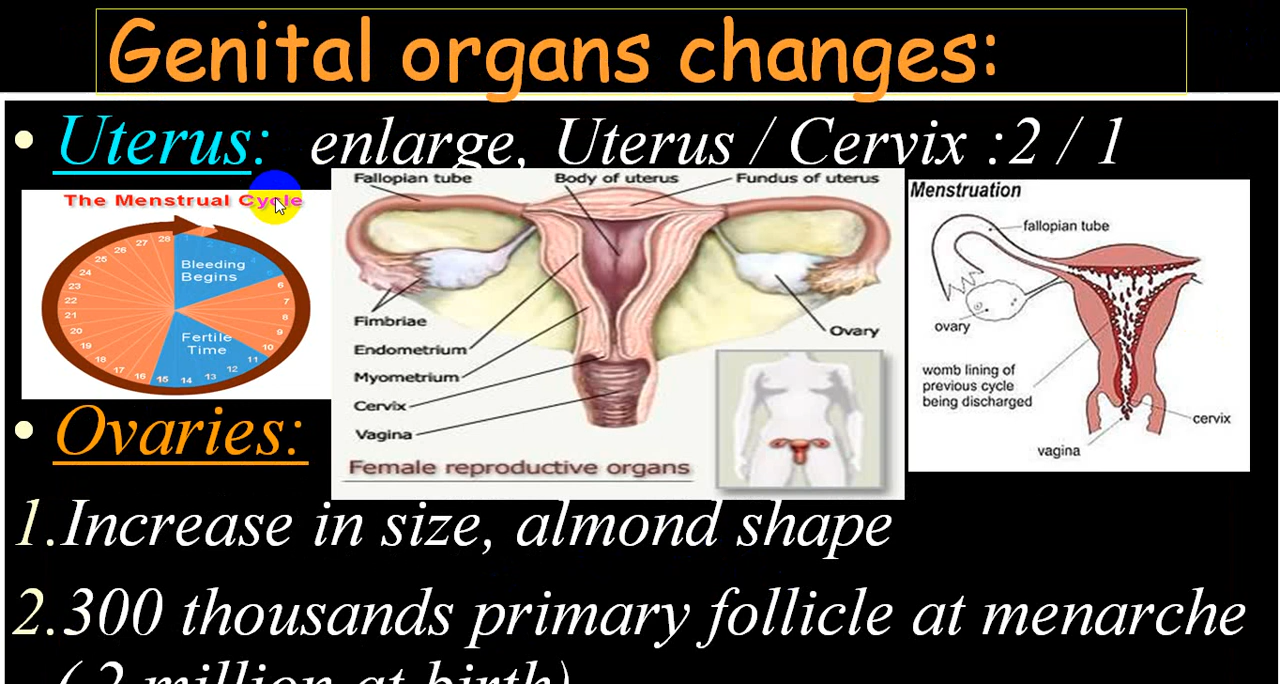 Genital organs changes:
• Uterus: enlarge, Uterus / Cervix :2 / 1
The Menstrual Cycle
28
27
26
25
24
23
22
21
20
19
18
17
16
15
14
13
12
11
10
9
8
7
6
Bleeding
Begins
Fertile
Time
Fallopian tube
Body of uterus
Fundus of uterus
Fimbriae
Ovary
Endometrium
Myometrium
Cervix
Vagina
Female reproductive organs
Menstruation
fallopian tube
ovary
womb lining of
previous cycle
being discharged
cervix
vagina
• Ovaries:
1.Increase in size, almond shape
2.300 thousands primary follicle at menarche
( 2 million at birth)